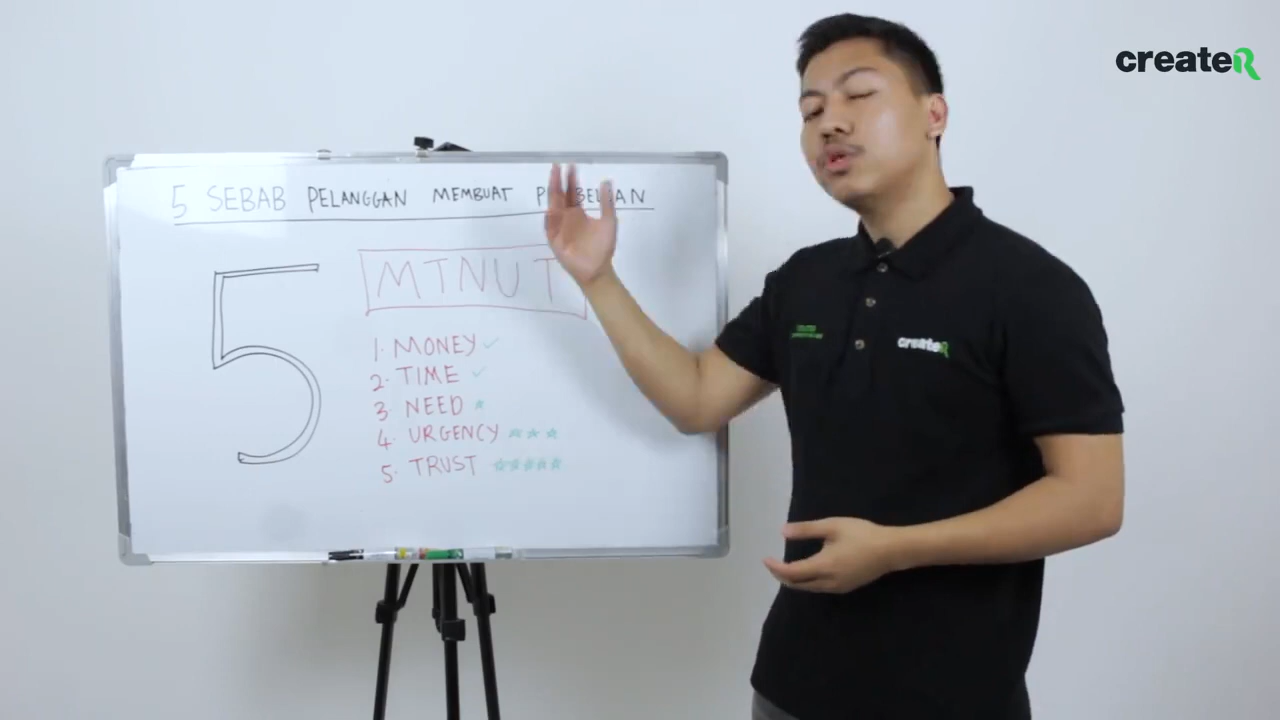 createR
5 SEBAB PELANGGAN MEMBUAT
5
MTNUT
1. MONEY ✓
2. TIME ✓
3. NEED ★
4. URGENCY ★★★
5. TRUST ★★★★★
createR